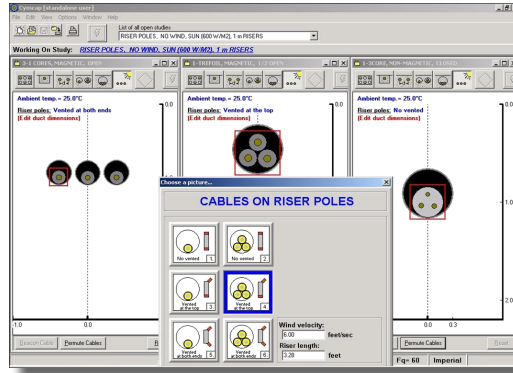 Cymcap [standalone user]
File Edit View Options Window Help
List of all open studies
RISER POLES, NO WIND, SUN (600 W/M2), 1 m RISERS
Working On Study: RISER POLES, NO WIND, SUN (600 W/M2), 1 m RISERS
3-1 CORES, MAGNETIC, OPEN
1-TREFOIL, MAGNETIC, 1/2 OPEN
1-3CORE, NON-MAGNETIC, CLOSED
Ambient temp.= 25.0°C
Riser poles: Vented at both ends
(Edit duct dimensions)
0.0
Ambient temp.= 25.0°C
Riser poles: Vented at the top
(Edit duct dimensions)
0.0
Ambient temp.= 25.0°C
Riser poles: No vented
(Edit duct dimensions)
0.0
1.0
2.0
Choose a picture...
CABLES ON RISER POLES
No vented 1
No vented 2
Vented at the top 3
Vented at the top 4
Vented at both ends 5
Vented at both ends 6
Wind velocity:
6.00 feet/sec
Riser length:
3.28 feet
-1.0 0.0
0.0 0.3
Beacon Cable Permute Cables
Permute Cables Reset
Fq= 60 Imperial